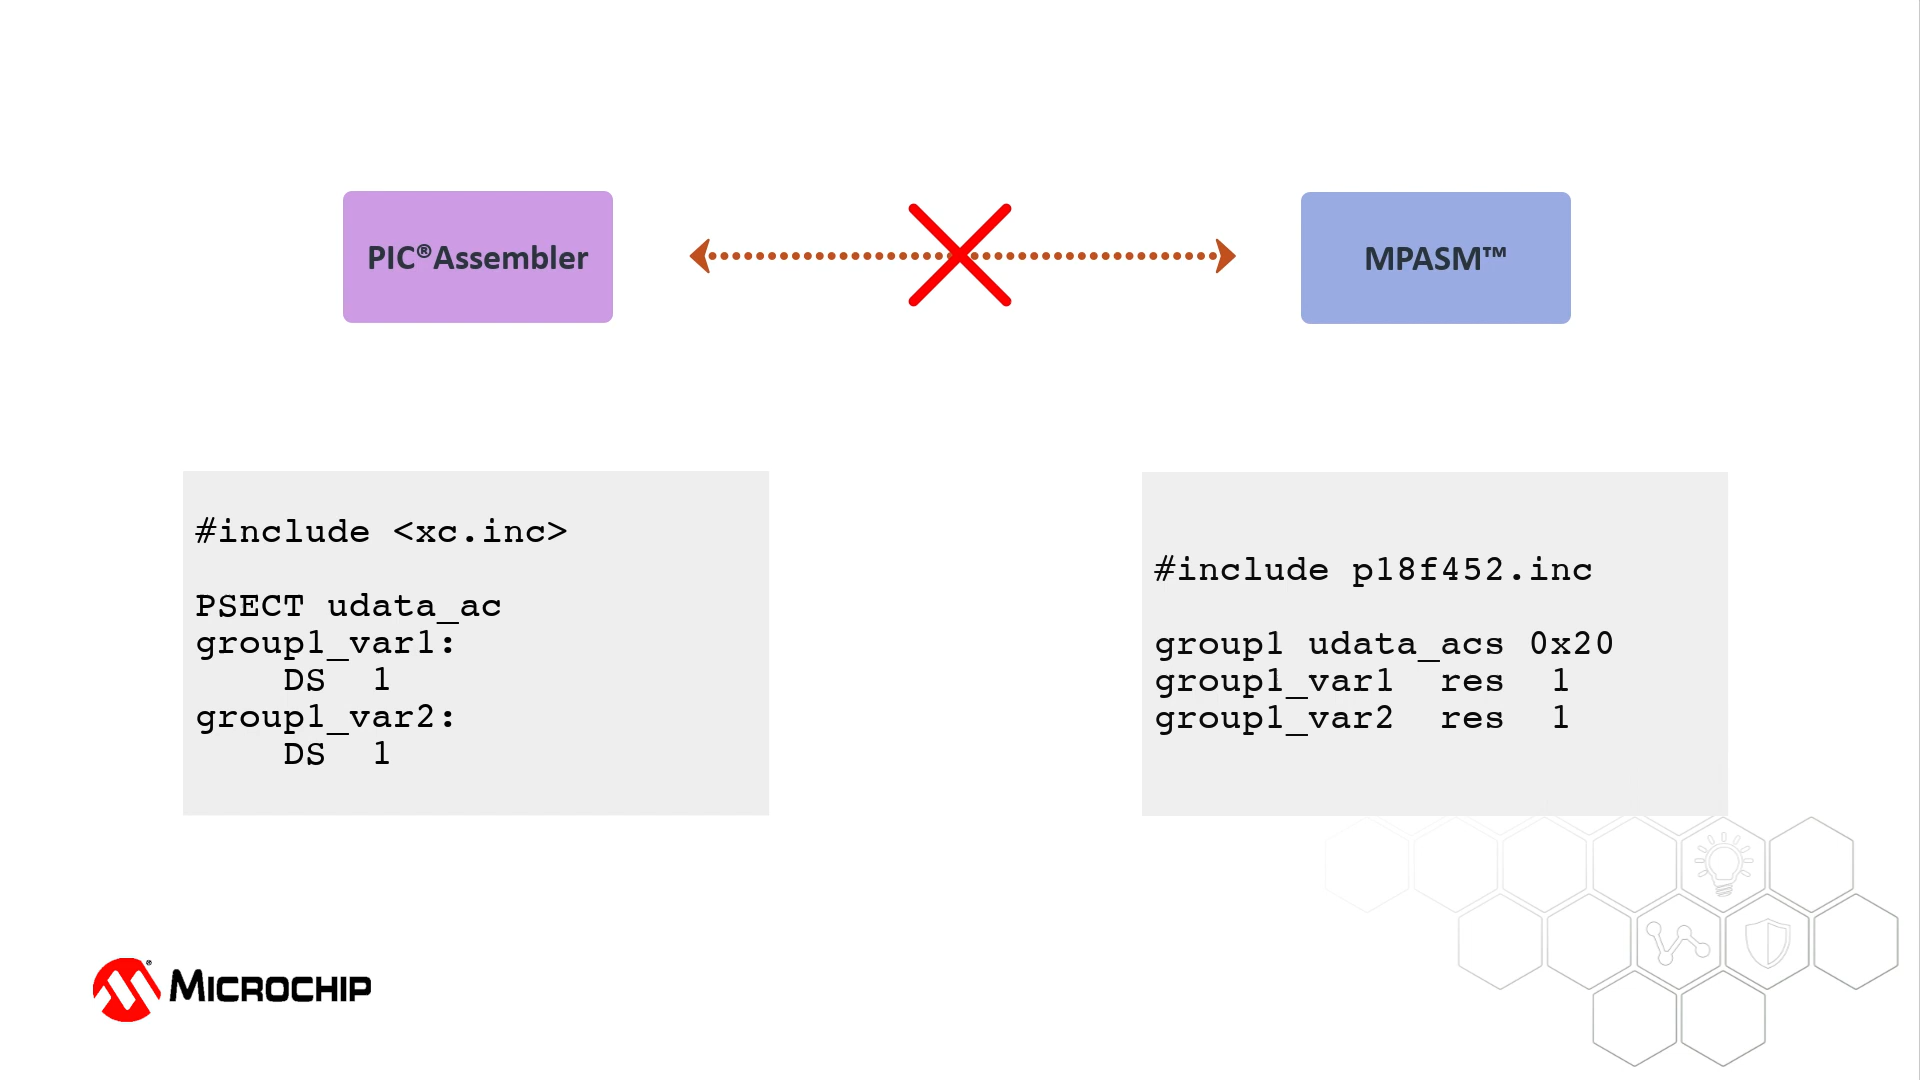 PIC®Assembler
MPASM™
#include <xc.inc>
PSECT udata_ac
group1_var1:
    DS  1
group1_var2:
    DS  1
#include p18f452.inc
group1 udata_acs 0x20
group1_var1  res  1
group1_var2  res  1
MICROCHIP